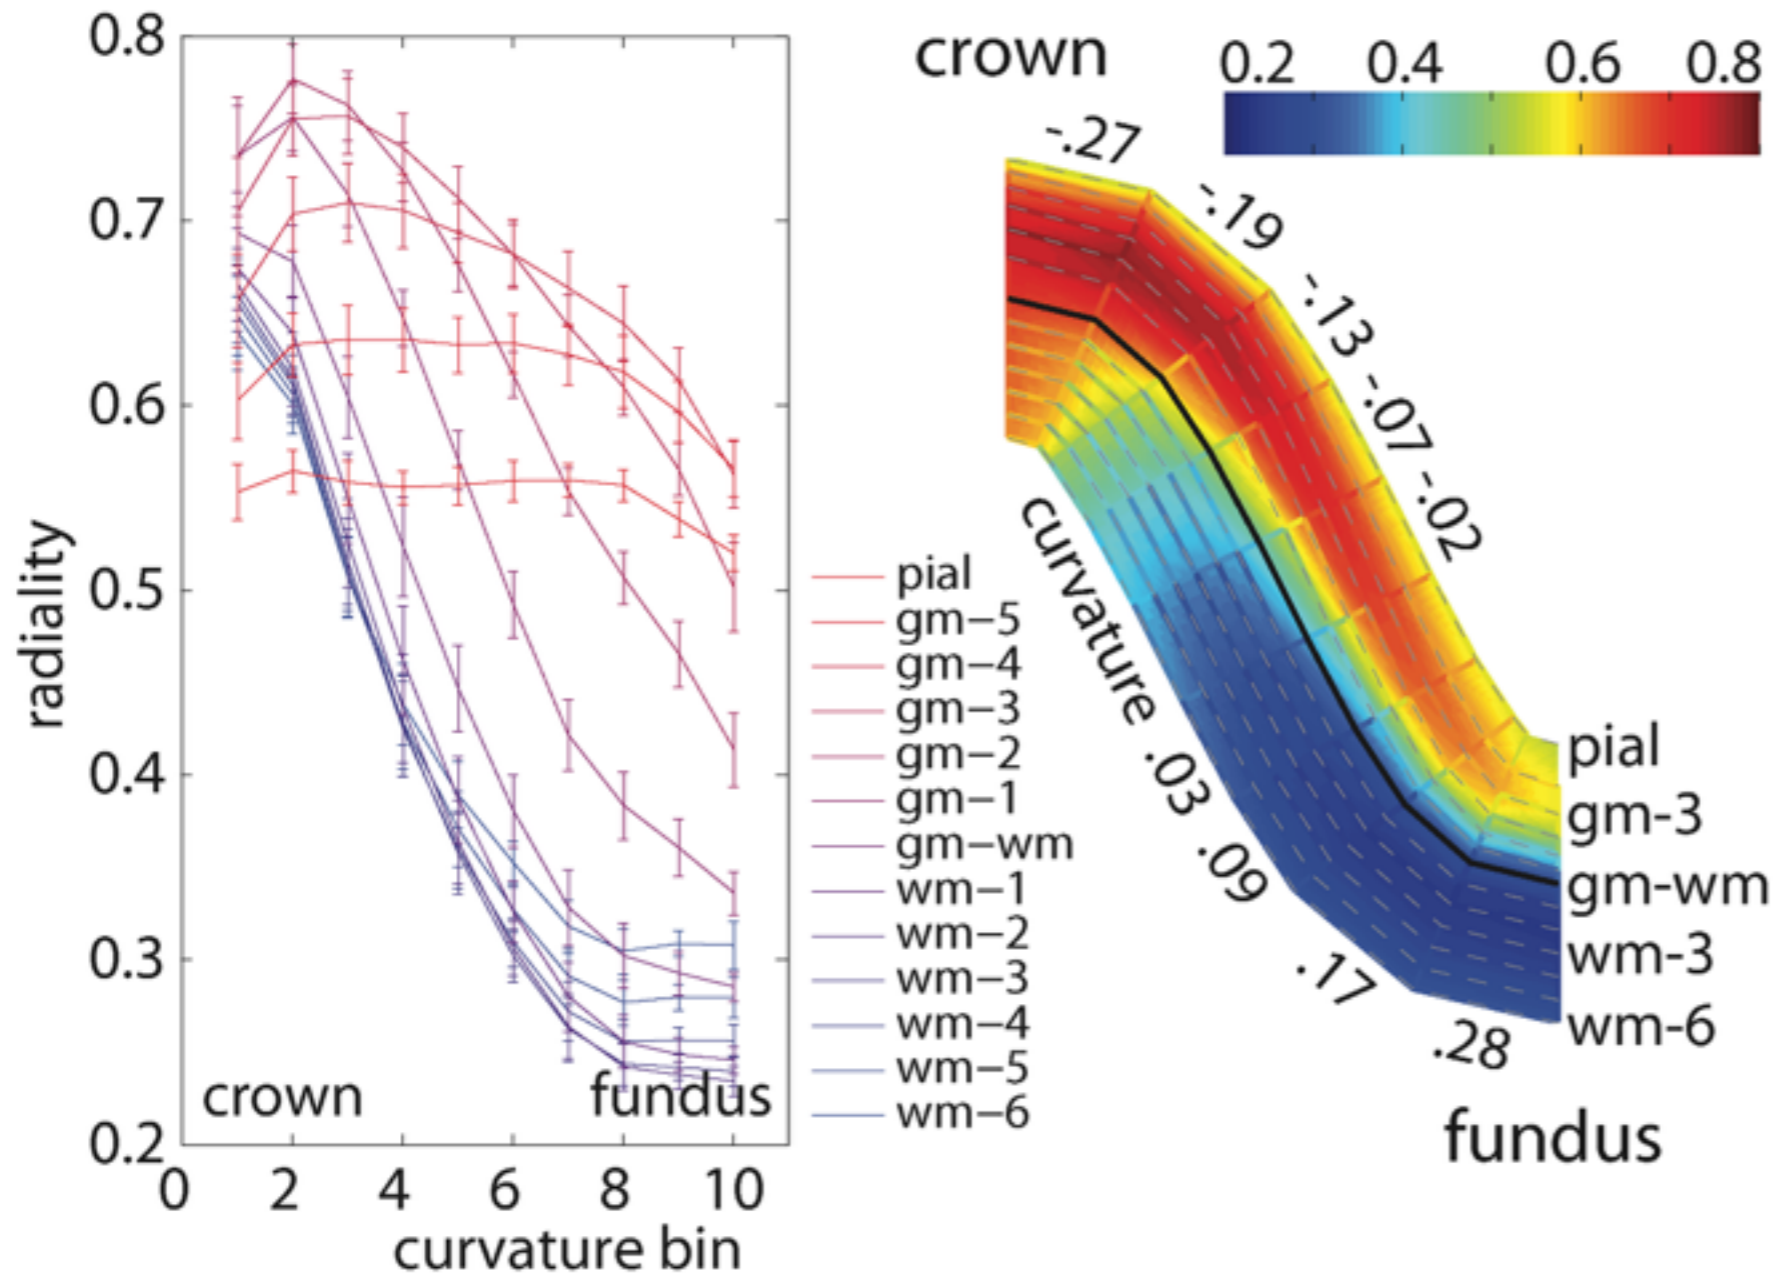 0.8
0.7
0.6
0.5
0.4
0.3
0.2
radiality
crown
fundus
0 2 4 6 8 10
curvature bin
pial
gm−5
gm−4
gm−3
gm−2
gm−1
gm−wm
wm−1
wm−2
wm−3
wm−4
wm−5
wm−6
crown
0.2 0.4 0.6 0.8
-.27
-.19
-.13
-.07
-.02
curvature
.03
.09
.17
.28
pial
gm-3
gm-wm
wm-3
wm-6
fundus